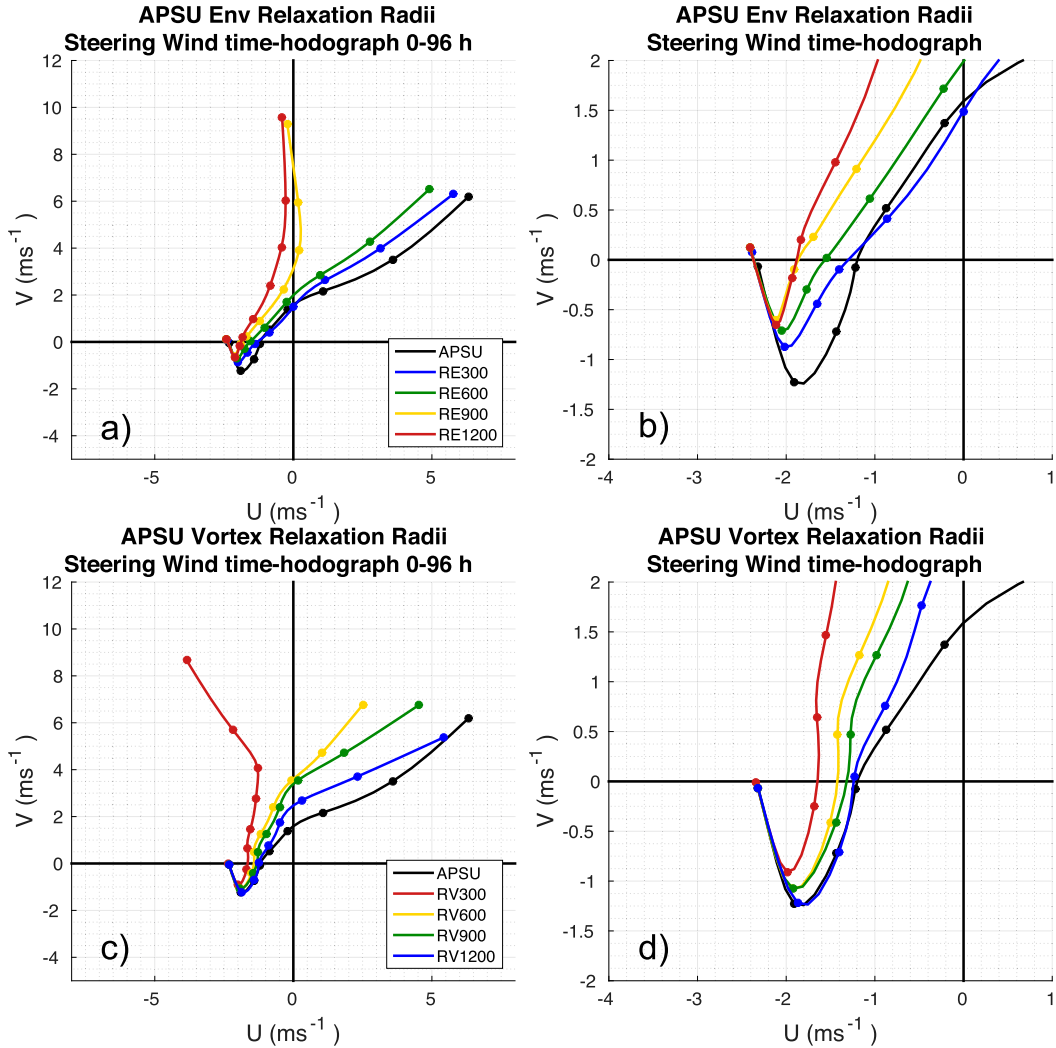 APSU Env Relaxation Radii
Steering Wind time-hodograph 0-96 h
12
10
8
6
4
2
0
-2
-4
-5
0
5
V (ms⁻¹ )
U (ms⁻¹ )
a)
APSU
RE300
RE600
RE900
RE1200
APSU Env Relaxation Radii
Steering Wind time-hodograph
2
1.5
1
0.5
0
-0.5
-1
-1.5
-2
-4
-3
-2
-1
0
1
V (ms⁻¹ )
U (ms⁻¹ )
b)
APSU Vortex Relaxation Radii
Steering Wind time-hodograph 0-96 h
12
10
8
6
4
2
0
-2
-4
-5
0
5
V (ms⁻¹ )
U (ms⁻¹ )
c)
APSU
RV300
RV600
RV900
RV1200
APSU Vortex Relaxation Radii
Steering Wind time-hodograph
2
1.5
1
0.5
0
-0.5
-1
-1.5
-2
-4
-3
-2
-1
0
1
V (ms⁻¹ )
U (ms⁻¹ )
d)